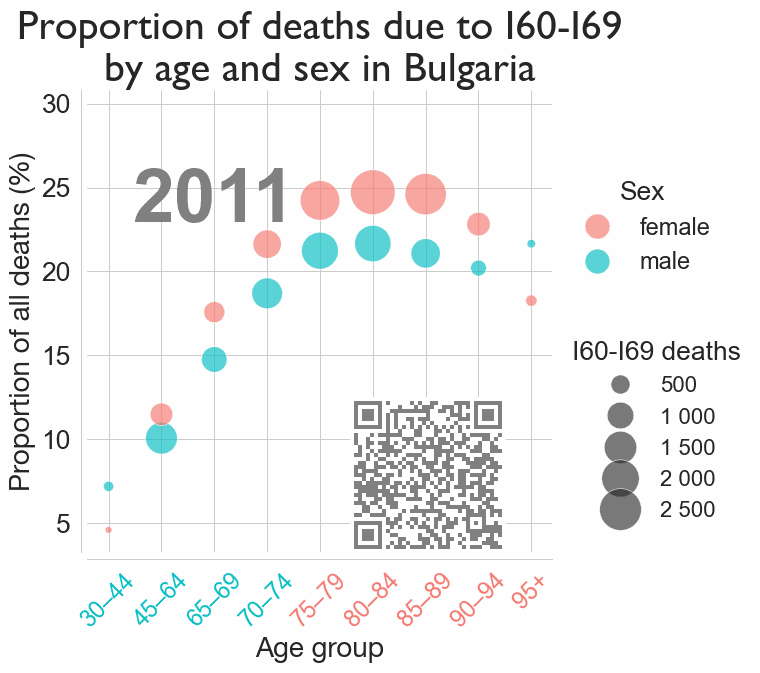 Proportion of deaths due to I60-I69
by age and sex in Bulgaria
Proportion of all deaths (%)
30
25
20
15
10
5
2011
30–44
45–64
65–69
70–74
75–79
80–84
85–89
90–94
95+
Age group
Sex
female
male
I60-I69 deaths
500
1 000
1 500
2 000
2 500